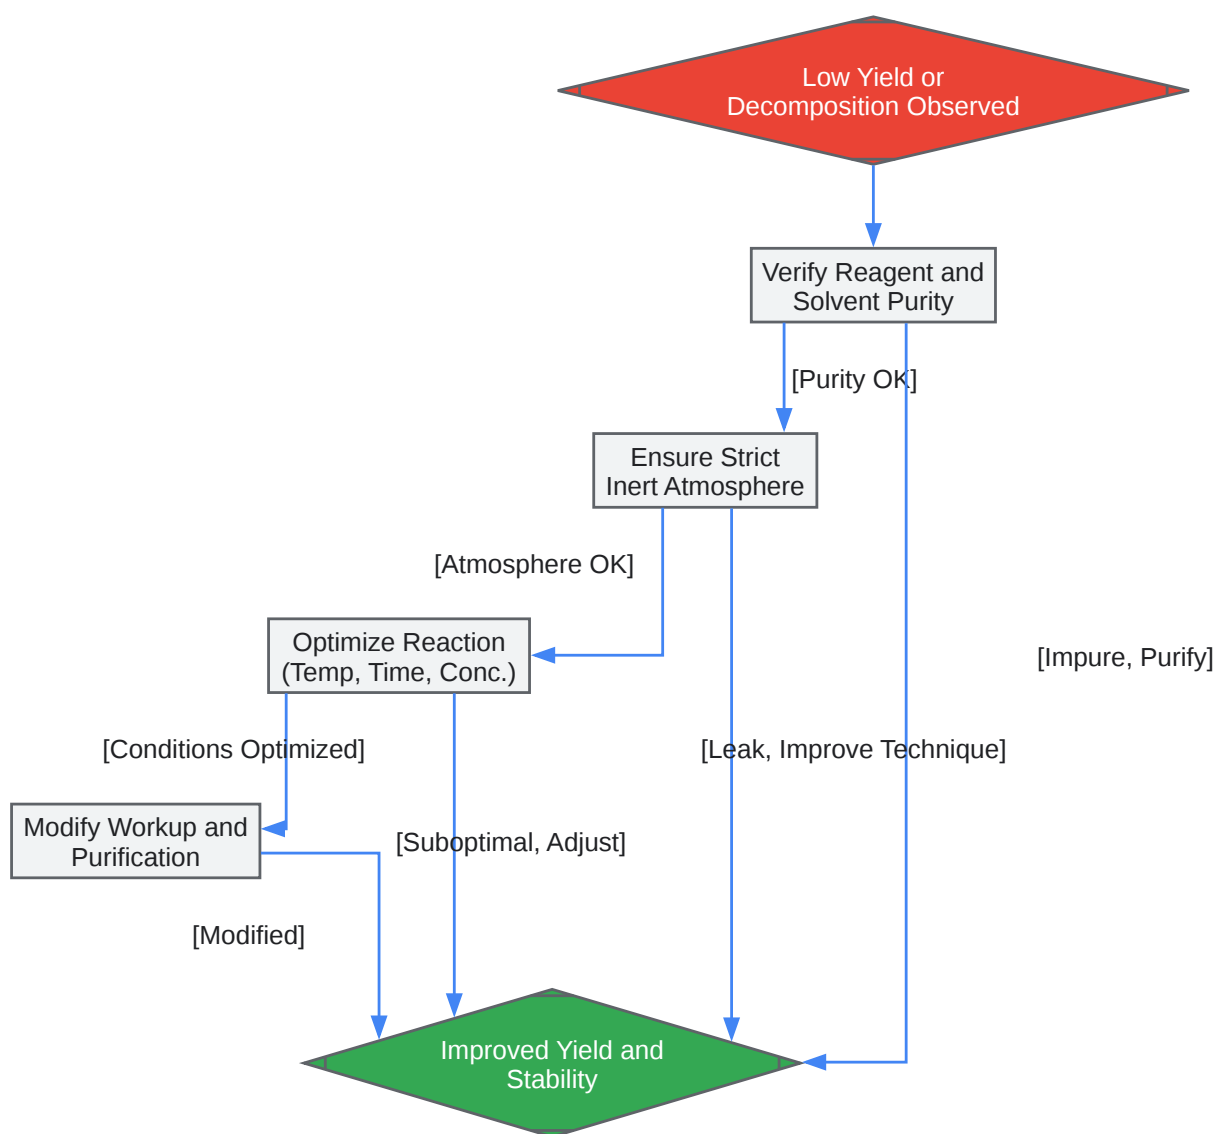 Low Yield or
Decomposition Observed
Verify Reagent and
Solvent Purity
[Purity OK]
Ensure Strict
Inert Atmosphere
[Atmosphere OK]
Optimize Reaction
(Temp, Time, Conc.)
[Impure, Purify]
[Conditions Optimized]
[Leak, Improve Technique]
Modify Workup and
Purification
[Suboptimal, Adjust]
[Modified]
Improved Yield and
Stability